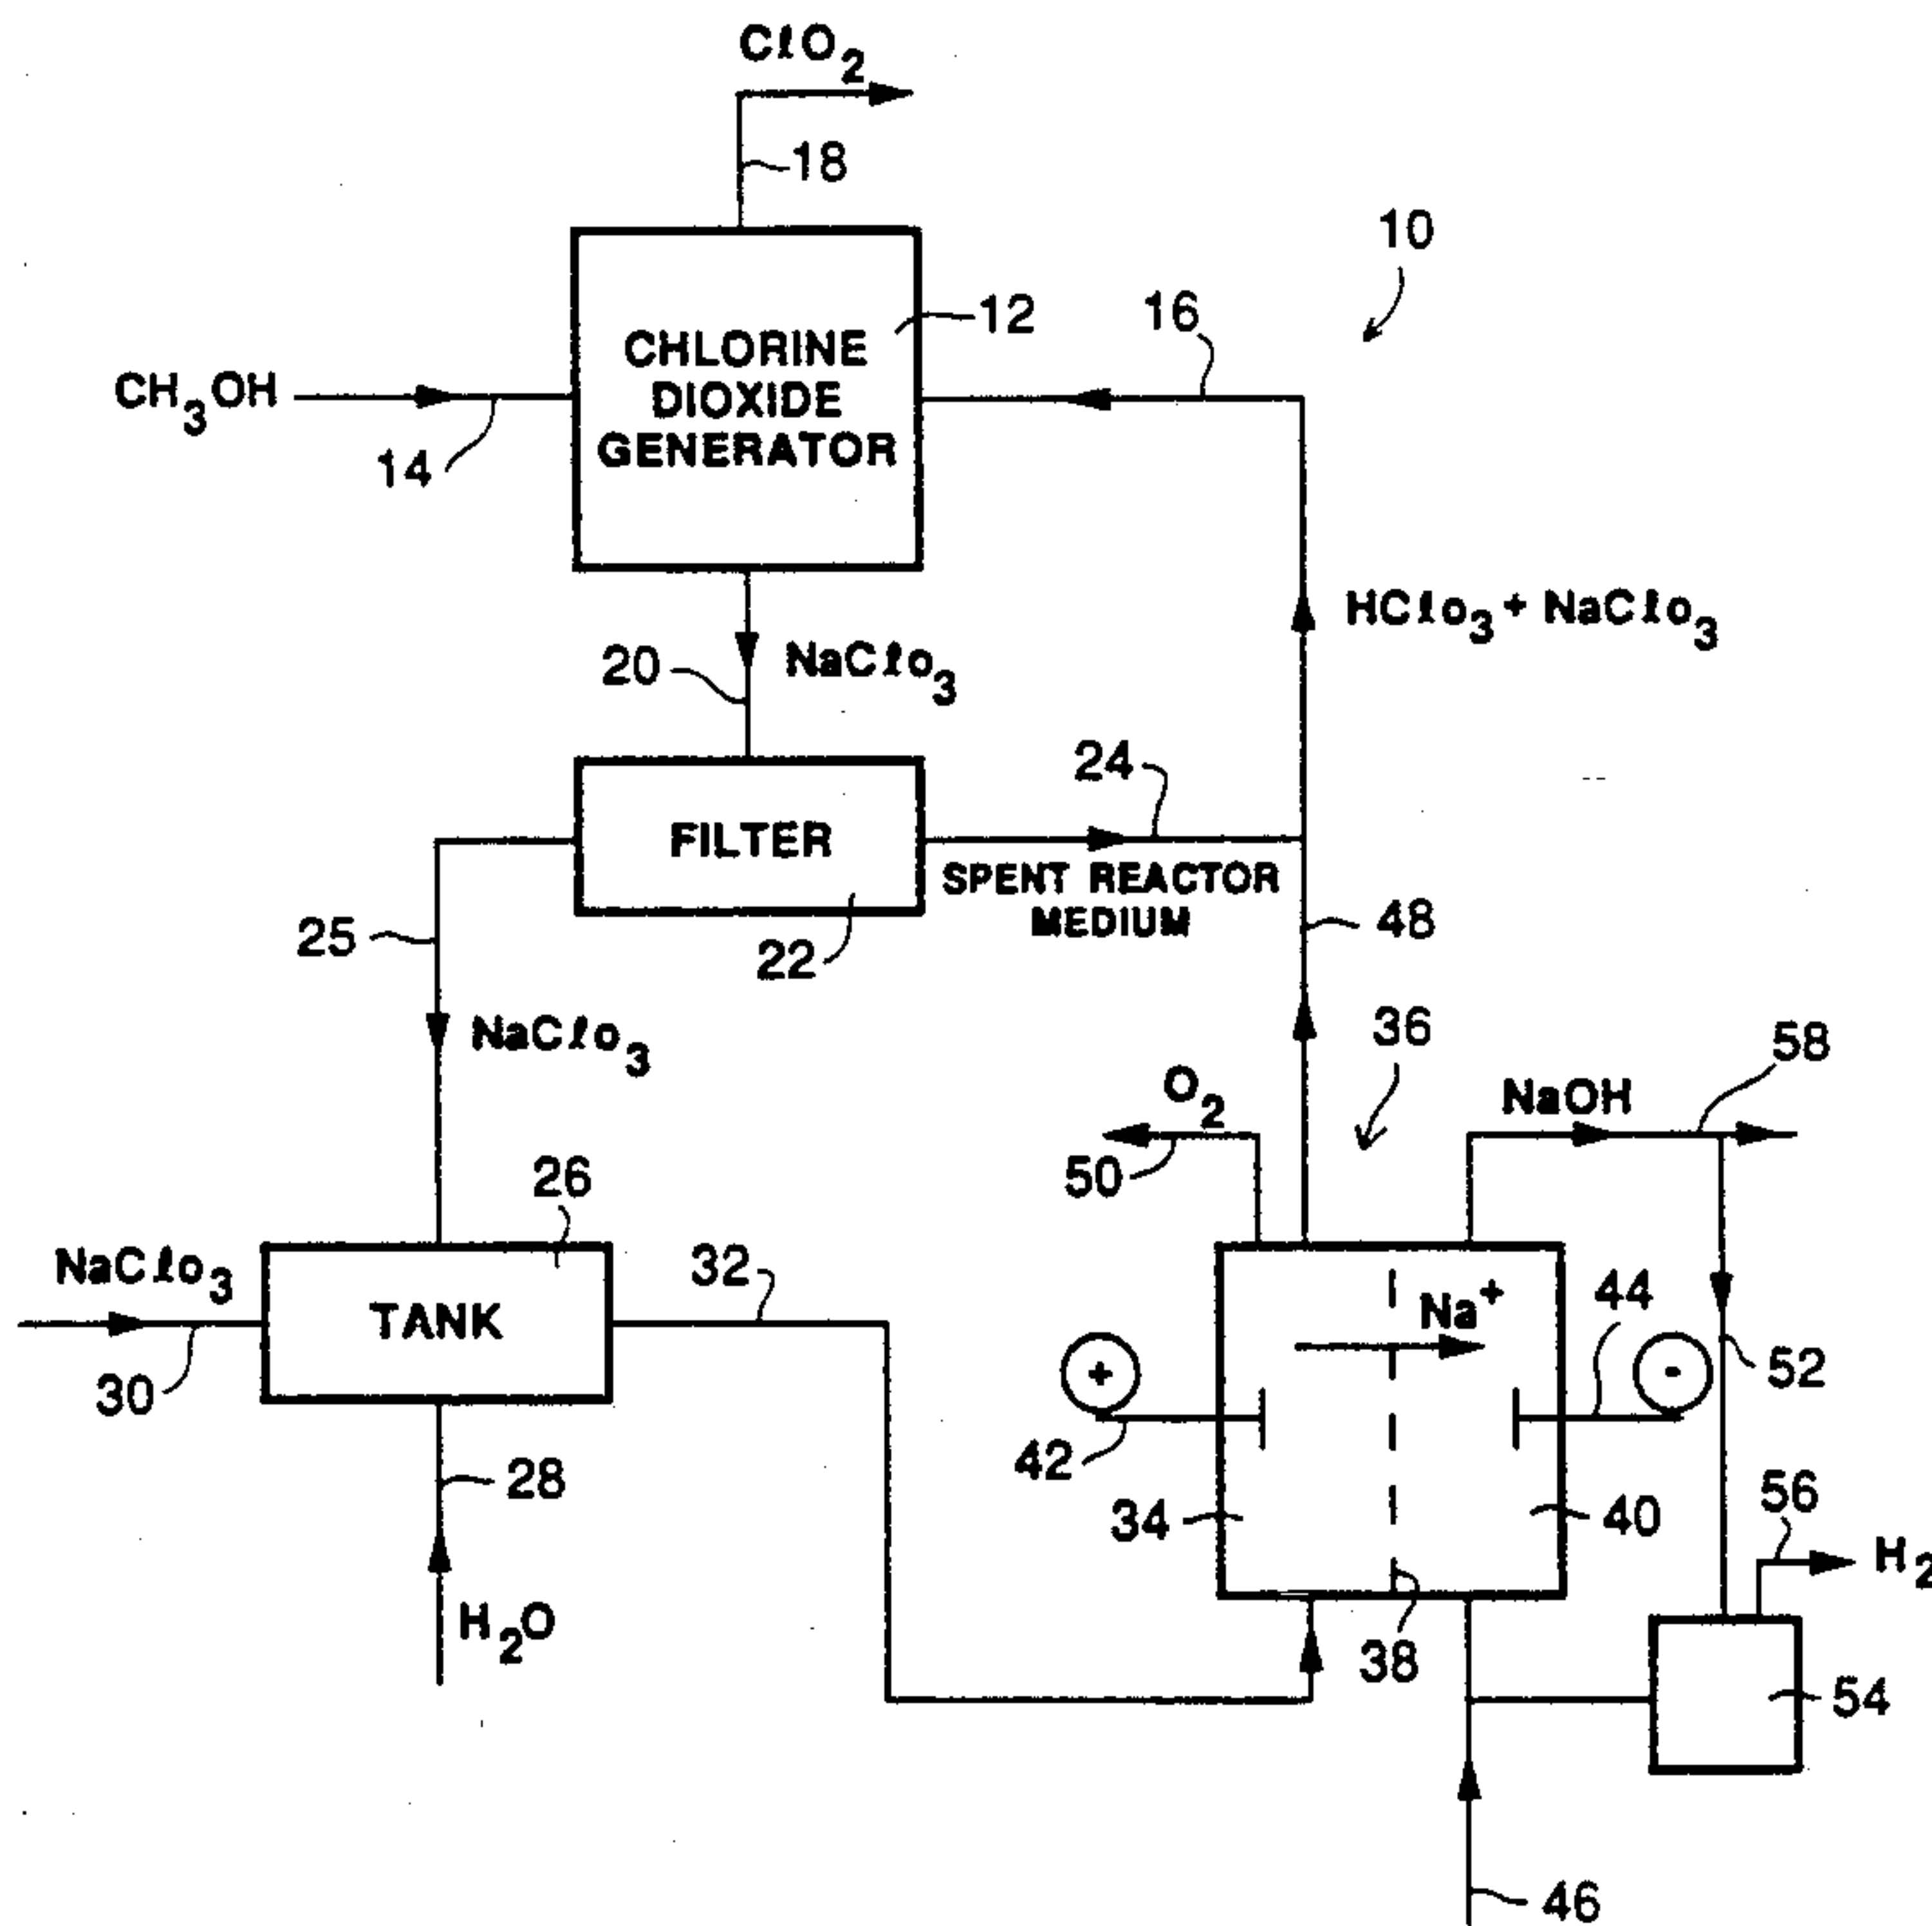 CℓO2
18
10
12
16
CHLORINE
DIOXIDE
GENERATOR
CH3OH
14
HCℓo3 + NaCℓo3
20
NaCℓo3
24
FILTER
SPENT REACTOR
MEDIUM
22
25
48
NaCℓo3
36
58
O2
NaOH
50
26
NaCℓo3
32
TANK
Na+
44
30
+
-
52
42
28
34
40
56
H2
H2O
38
54
46